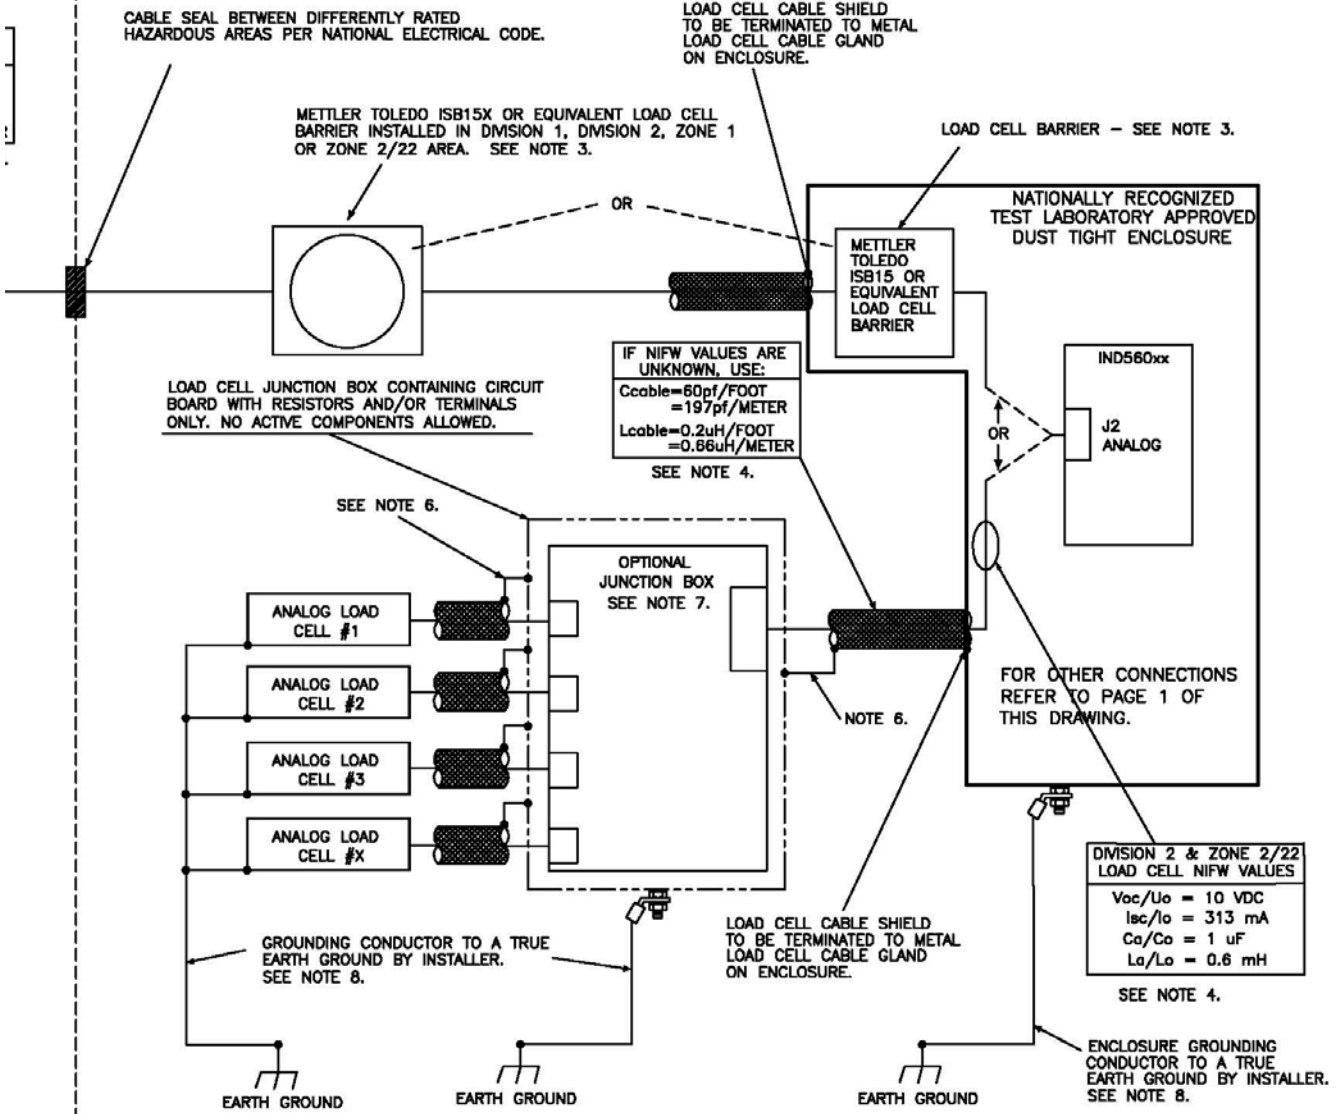 CABLE SEAL BETWEEN DIFFERENTLY RATED
HAZARDOUS AREAS PER NATIONAL ELECTRICAL CODE.
LOAD CELL CABLE SHIELD
TO BE TERMINATED TO METAL
LOAD CELL CABLE GLAND
ON ENCLOSURE.
METTLER TOLEDO ISB15X OR EQUIVALENT LOAD CELL
BARRIER INSTALLED IN DIVISION 1, DIVISION 2, ZONE 1
OR ZONE 2/22 AREA. SEE NOTE 3.
LOAD CELL BARRIER – SEE NOTE 3.
OR
NATIONALLY RECOGNIZED
TEST LABORATORY APPROVED
DUST TIGHT ENCLOSURE
METTLER
TOLEDO
ISB15 OR
EQUIVALENT
LOAD CELL
BARRIER
IF NIFW VALUES ARE
UNKNOWN, USE:
Ccable=60pf/FOOT
=197pf/METER
Lcable=0.2uH/FOOT
=0.66uH/METER
SEE NOTE 4.
IND560xx
J2
ANALOG
OR
LOAD CELL JUNCTION BOX CONTAINING CIRCUIT
BOARD WITH RESISTORS AND/OR TERMINALS
ONLY. NO ACTIVE COMPONENTS ALLOWED.
SEE NOTE 6.
OPTIONAL
JUNCTION BOX
SEE NOTE 7.
ANALOG LOAD
CELL #1
ANALOG LOAD
CELL #2
ANALOG LOAD
CELL #3
ANALOG LOAD
CELL #X
NOTE 6.
FOR OTHER CONNECTIONS
REFER TO PAGE 1 OF
THIS DRAWING.
DIVISION 2 & ZONE 2/22
LOAD CELL NIFW VALUES
Voc/Uo = 10 VDC
Isc/Io = 313 mA
Ca/Co = 1 uF
La/Lo = 0.6 mH
SEE NOTE 4.
GROUNDING CONDUCTOR TO A TRUE
EARTH GROUND BY INSTALLER.
SEE NOTE 8.
LOAD CELL CABLE SHIELD
TO BE TERMINATED TO METAL
LOAD CELL CABLE GLAND
ON ENCLOSURE.
ENCLOSURE GROUNDING
CONDUCTOR TO A TRUE
EARTH GROUND BY INSTALLER.
SEE NOTE 8.
EARTH GROUND
EARTH GROUND
EARTH GROUND